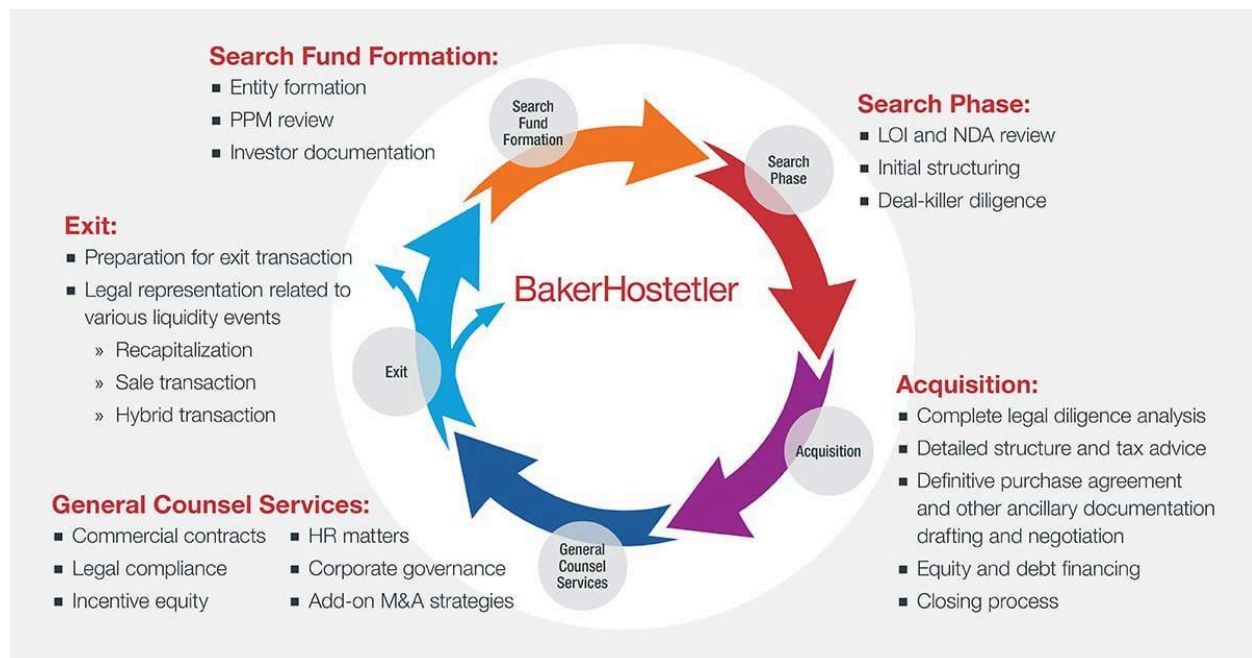 Search Fund Formation:
▪ Entity formation
▪ PPM review
▪ Investor documentation
Search
Fund
Formation
Search
Phase
Search Phase:
▪ LOI and NDA review
▪ Initial structuring
▪ Deal-killer diligence
Exit:
▪ Preparation for exit transaction
▪ Legal representation related to
various liquidity events
» Recapitalization
» Sale transaction
» Hybrid transaction
Exit
BakerHostetler
Acquisition
Acquisition:
▪ Complete legal diligence analysis
▪ Detailed structure and tax advice
▪ Definitive purchase agreement
and other ancillary documentation
drafting and negotiation
▪ Equity and debt financing
▪ Closing process
General Counsel Services:
▪ Commercial contracts
▪ Legal compliance
▪ Incentive equity
▪ HR matters
▪ Corporate governance
▪ Add-on M&A strategies
General
Counsel
Services